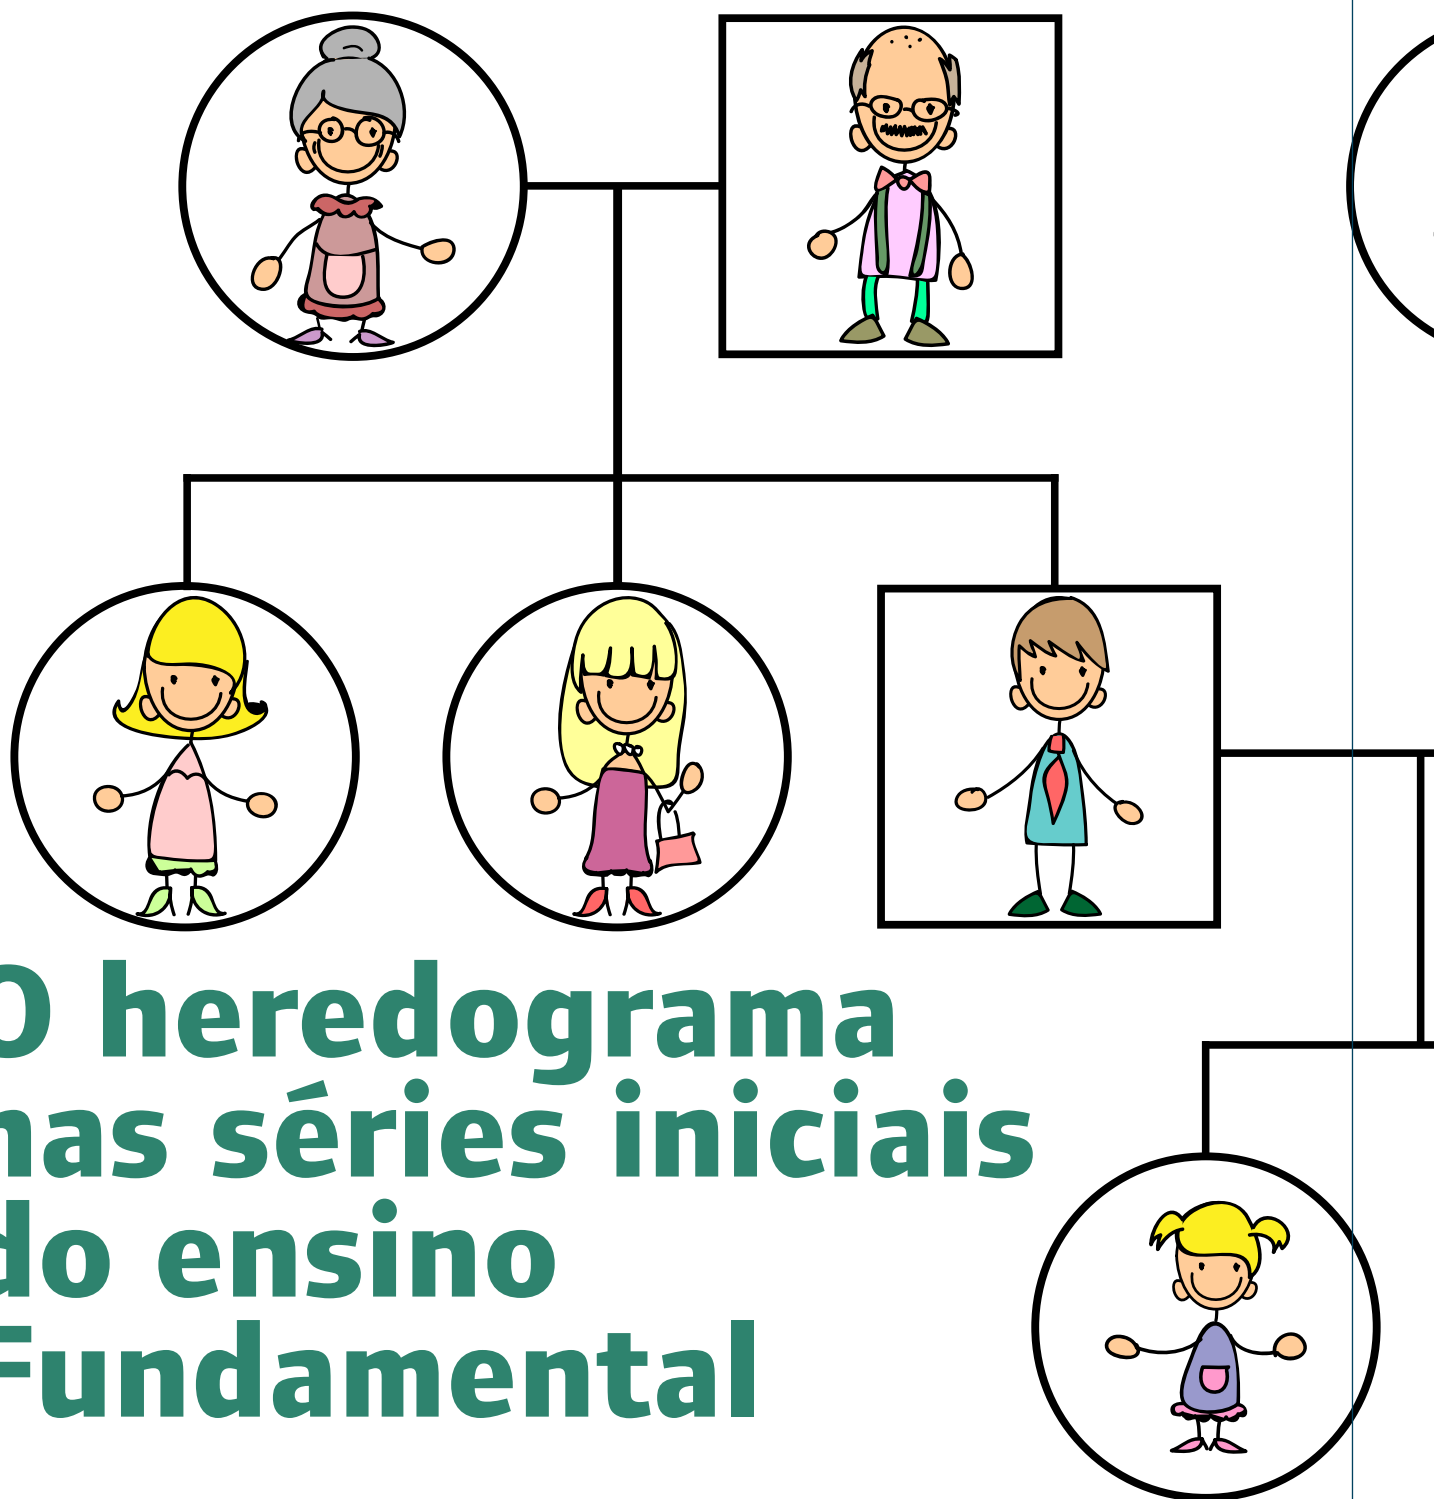 O heredograma
nas séries iniciais
do ensino
Fundamental